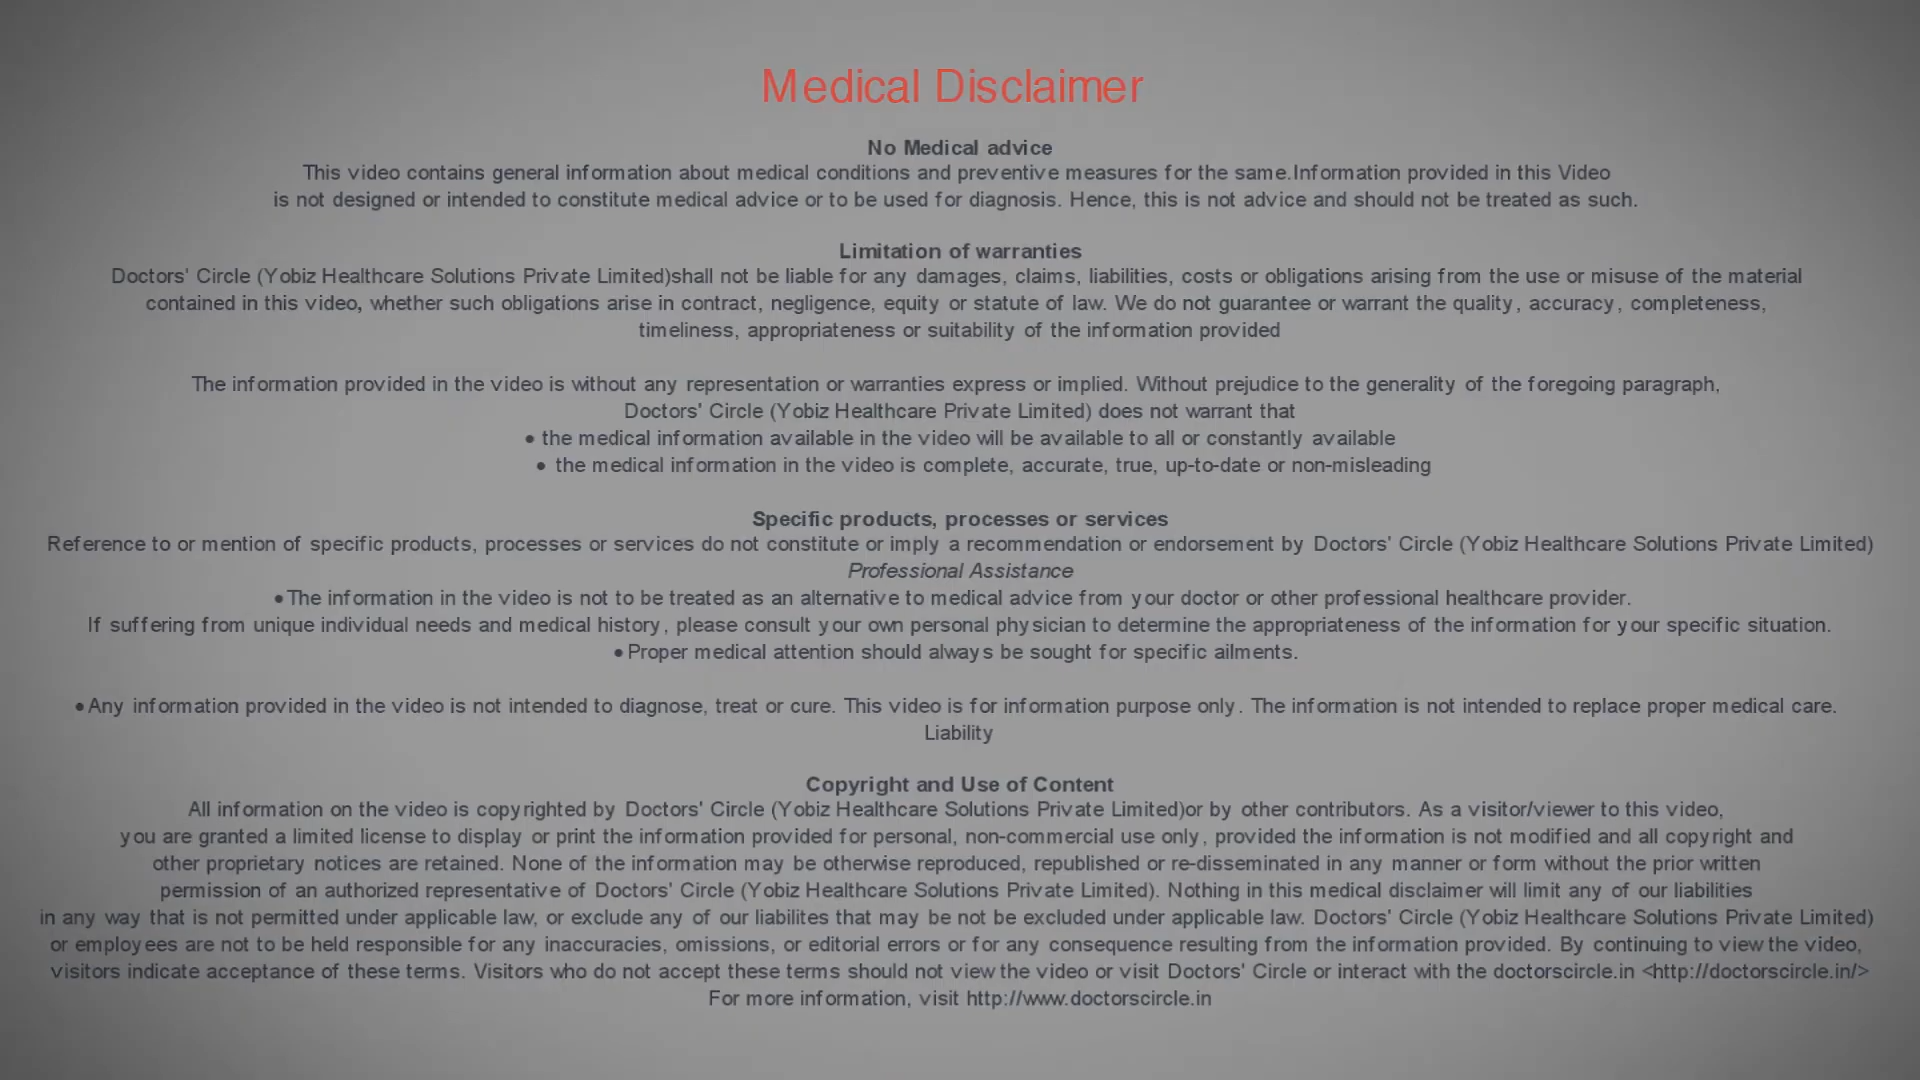 Medical Disclaimer
No Medical advice
This video contains general information about medical conditions and preventive measures for the same.Information provided in this Video
is not designed or intended to constitute medical advice or to be used for diagnosis. Hence, this is not advice and should not be treated as such.
Limitation of warranties
Doctors' Circle (Yobiz Healthcare Solutions Private Limited)shall not be liable for any damages, claims, liabilities, costs or obligations arising from the use or misuse of the material
contained in this video, whether such obligations arise in contract, negligence, equity or statute of law. We do not guarantee or warrant the quality, accuracy, completeness,
timeliness, appropriateness or suitability of the information provided
The information provided in the video is without any representation or warranties express or implied. Without prejudice to the generality of the foregoing paragraph,
Doctors' Circle (Yobiz Healthcare Private Limited) does not warrant that
• the medical information available in the video will be available to all or constantly available
• the medical information in the video is complete, accurate, true, up-to-date or non-misleading
Specific products, processes or services
Reference to or mention of specific products, processes or services do not constitute or imply a recommendation or endorsement by Doctors' Circle (Yobiz Healthcare Solutions Private Limited)
Professional Assistance
•The information in the video is not to be treated as an alternative to medical advice from your doctor or other professional healthcare provider.
If suffering from unique individual needs and medical history, please consult your own personal physician to determine the appropriateness of the information for your specific situation.
•Proper medical attention should always be sought for specific ailments.
•Any information provided in the video is not intended to diagnose, treat or cure. This video is for information purpose only. The information is not intended to replace proper medical care.
Liability
Copyright and Use of Content
All information on the video is copyrighted by Doctors' Circle (Yobiz Healthcare Solutions Private Limited)or by other contributors. As a visitor/viewer to this video,
you are granted a limited license to display or print the information provided for personal, non-commercial use only, provided the information is not modified and all copyright and
other proprietary notices are retained. None of the information may be otherwise reproduced, republished or re-disseminated in any manner or form without the prior written
permission of an authorized representative of Doctors' Circle (Yobiz Healthcare Solutions Private Limited). Nothing in this medical disclaimer will limit any of our liabilities
in any way that is not permitted under applicable law, or exclude any of our liabilites that may be not be excluded under applicable law. Doctors' Circle (Yobiz Healthcare Solutions Private Limited)
or employees are not to be held responsible for any inaccuracies, omissions, or editorial errors or for any consequence resulting from the information provided. By continuing to view the video,
visitors indicate acceptance of these terms. Visitors who do not accept these terms should not view the video or visit Doctors' Circle or interact with the doctorscircle.in <http://doctorscircle.in/>
For more information, visit http://www.doctorscircle.in